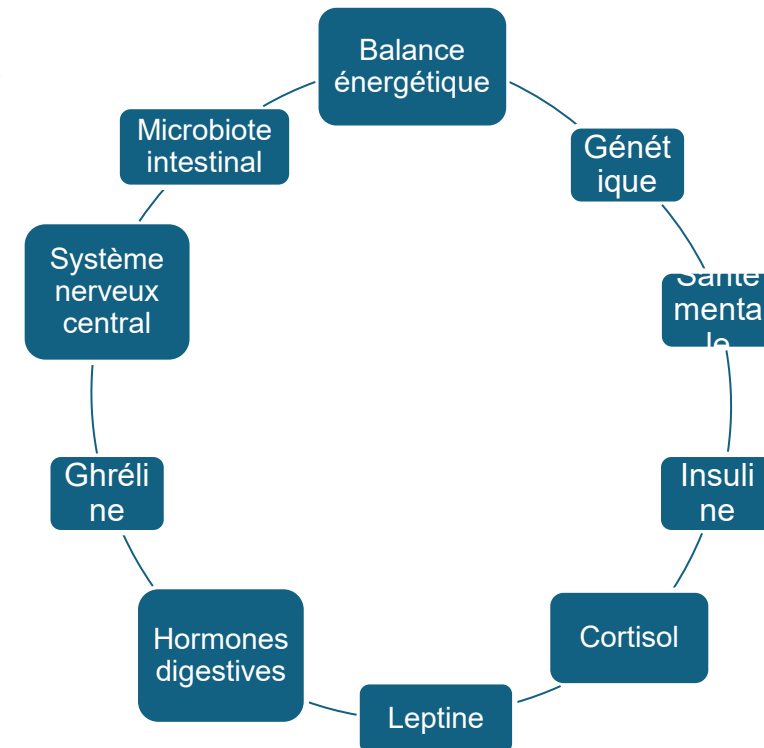 Balance
énergétique
Génét
ique
Santé
menta
le
Insuli
ne
Cortisol
Leptine
Hormones
digestives
Ghréli
ne
Système
nerveux
central
Microbiote
intestinal